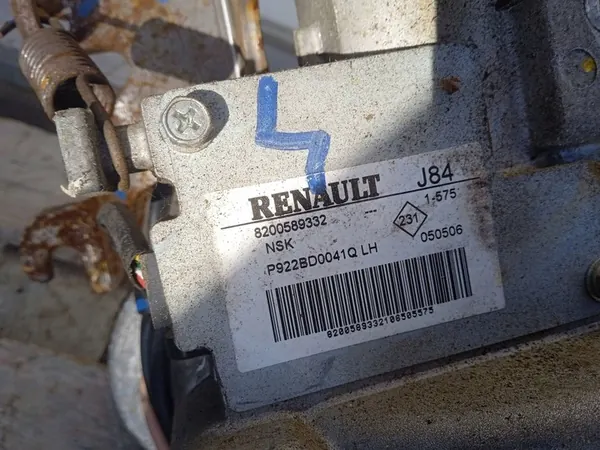 RENAULT J84
8200589332 --- 1-575
NSK 231 050506
P922BD0041Q LH
8200589332106505575